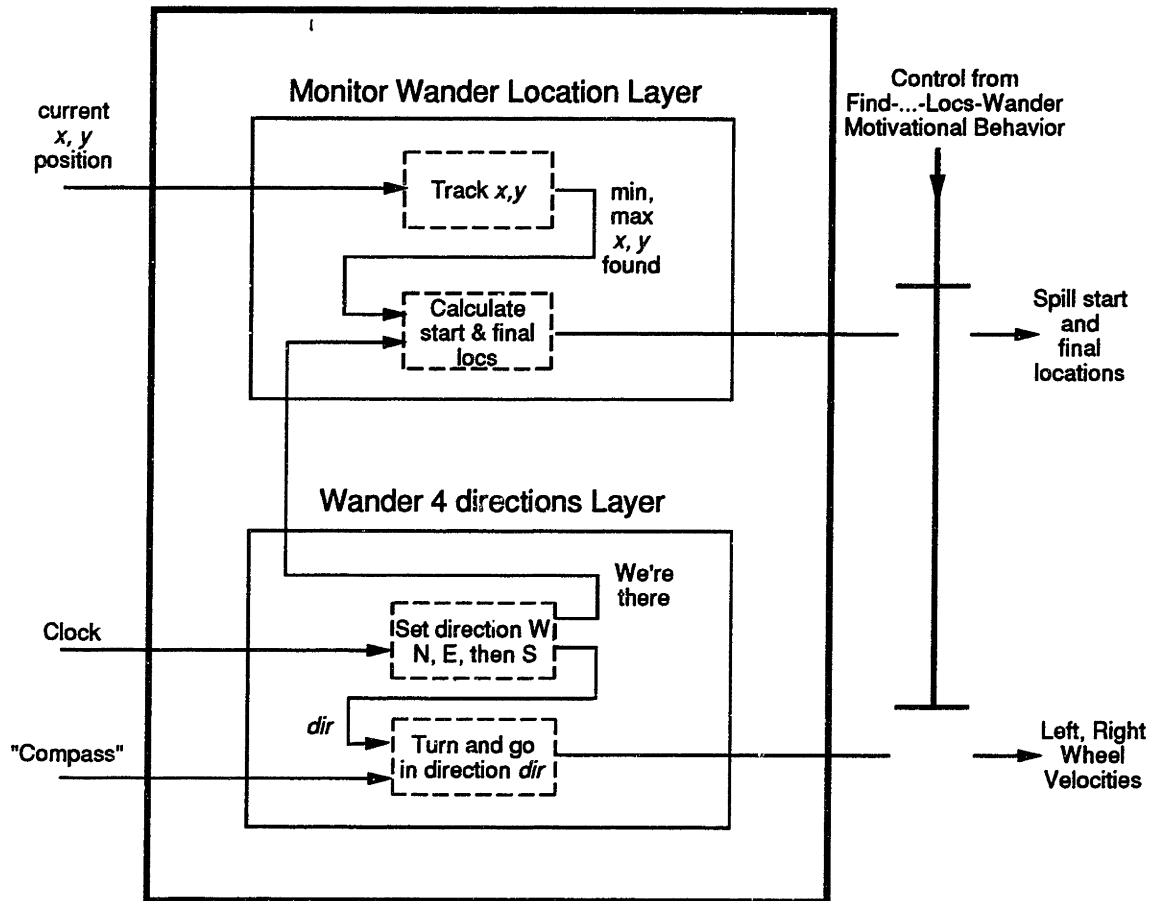 Monitor Wander Location Layer
current
x, y
position
Track x,y
min,
max
x, y
found
Calculate
start & final
locs
Control from
Find-...-Locs-Wander
Motivational Behavior
Spill start
and
final
locations
Wander 4 directions Layer
We're
there
Clock
Set direction W
N, E, then S
dir
"Compass"
Turn and go
in direction dir
Left, Right
Wheel
Velocities